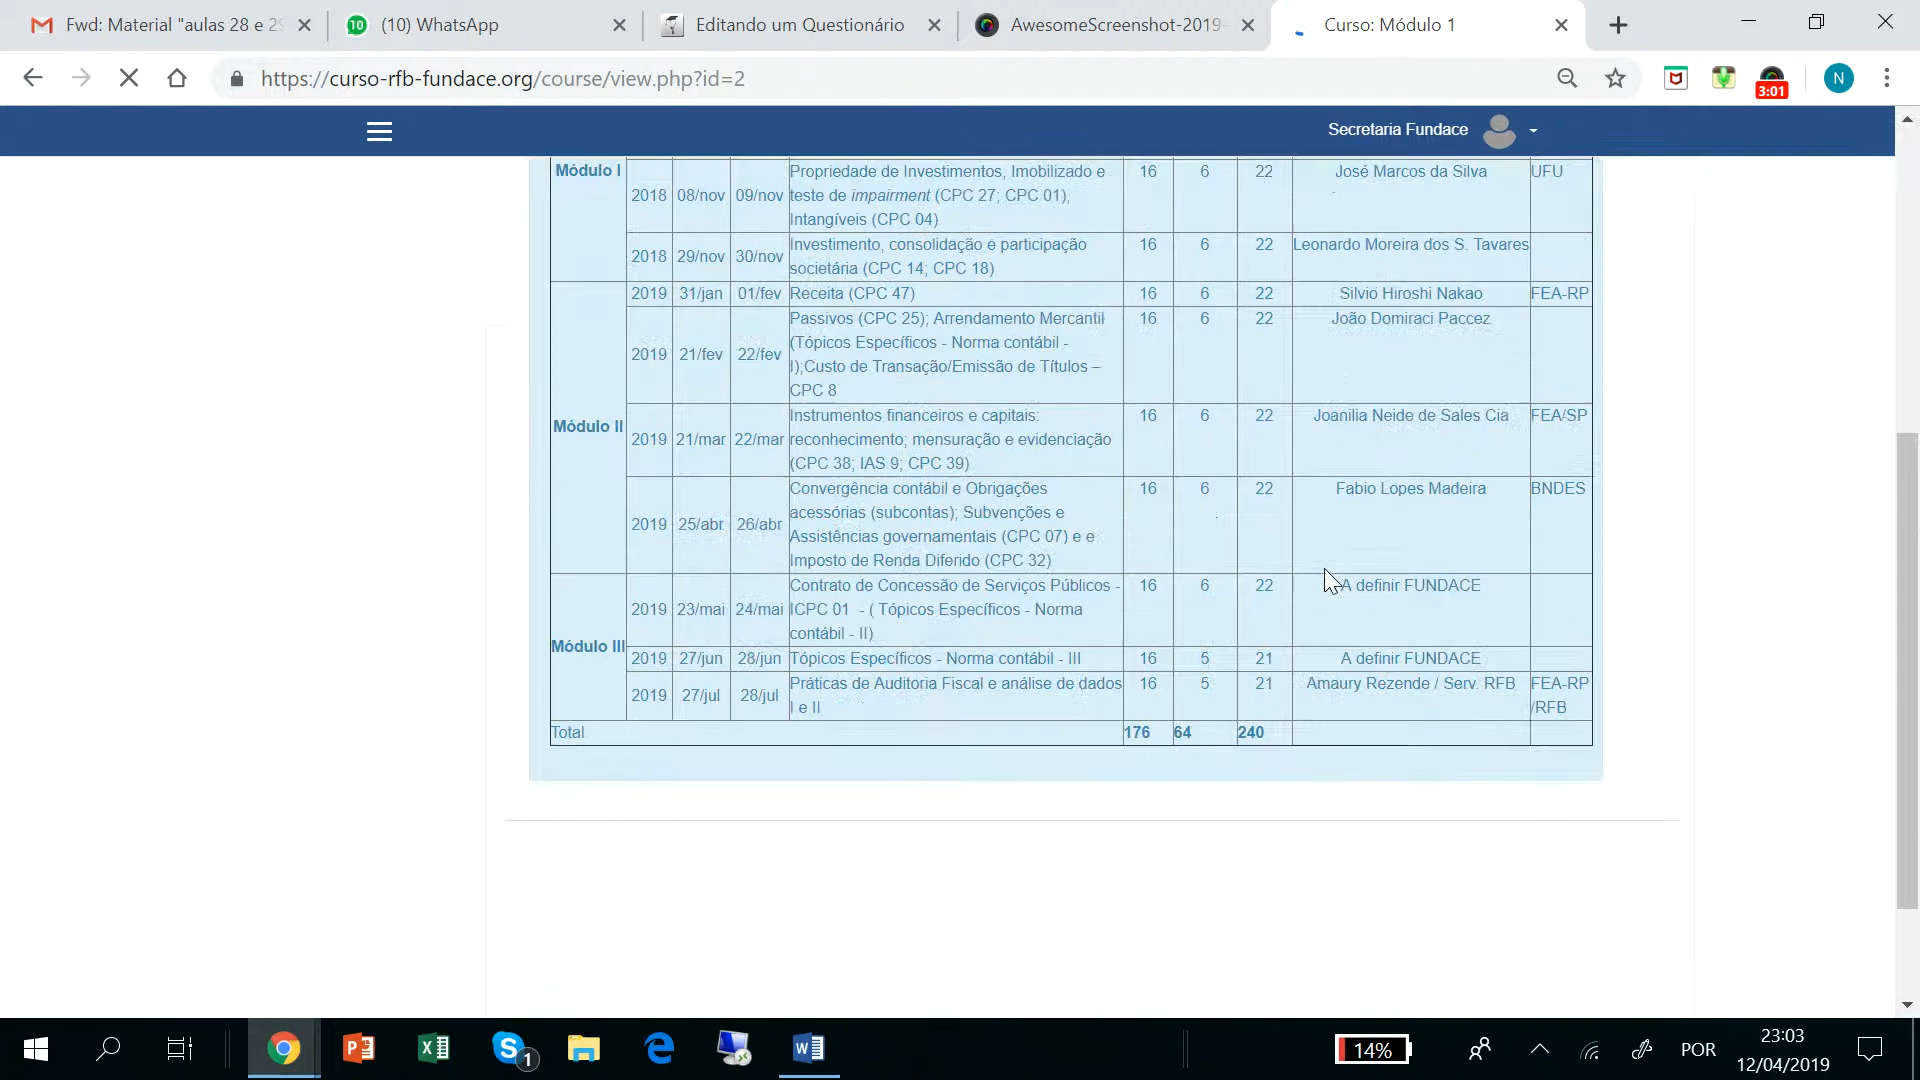 Fwd: Material "aulas 28 e 29
(10) WhatsApp
Editando um Questionário
AwesomeScreenshot-2019-
Curso: Módulo 1
https://curso-rfb-fundace.org/course/view.php?id=2
N
3:01
Secretaria Fundace
Módulo I
2018 08/nov 09/nov Propriedade de Investimentos, Imobilizado e 16 6 22 José Marcos da Silva UFU
teste de impairment (CPC 27; CPC 01),
Intangíveis (CPC 04)
2018 29/nov 30/nov Investimento, consolidação e participação 16 6 22 Leonardo Moreira dos S. Tavares
societária (CPC 14; CPC 18)
Módulo II
2019 31/jan 01/fev Receita (CPC 47) 16 6 22 Silvio Hiroshi Nakao FEA-RP
2019 21/fev 22/fev Passivos (CPC 25); Arrendamento Mercantil 16 6 22 João Domiraci Paccez
(Tópicos Específicos - Norma contábil -
I);Custo de Transação/Emissão de Títulos –
CPC 8
2019 21/mar 22/mar Instrumentos financeiros e capitais: 16 6 22 Joanilia Neide de Sales Cia FEA/SP
reconhecimento; mensuração e evidenciação
(CPC 38; IAS 9; CPC 39)
2019 25/abr 26/abr Convergência contábil e Obrigações 16 6 22 Fabio Lopes Madeira BNDES
acessórias (subcontas); Subvenções e
Assistências governamentais (CPC 07) e e
Imposto de Renda Diferido (CPC 32)
Módulo III
2019 23/mai 24/mai Contrato de Concessão de Serviços Públicos - 16 6 22 A definir FUNDACE
ICPC 01 - ( Tópicos Específicos - Norma
contábil - II)
2019 27/jun 28/jun Tópicos Específicos - Norma contábil - III 16 5 21 A definir FUNDACE
2019 27/jul 28/jul Práticas de Auditoria Fiscal e análise de dados 16 5 21 Amaury Rezende / Serv. RFB FEA-RP
I e II /RFB
Total 176 64 240
14%
POR
23:03
12/04/2019